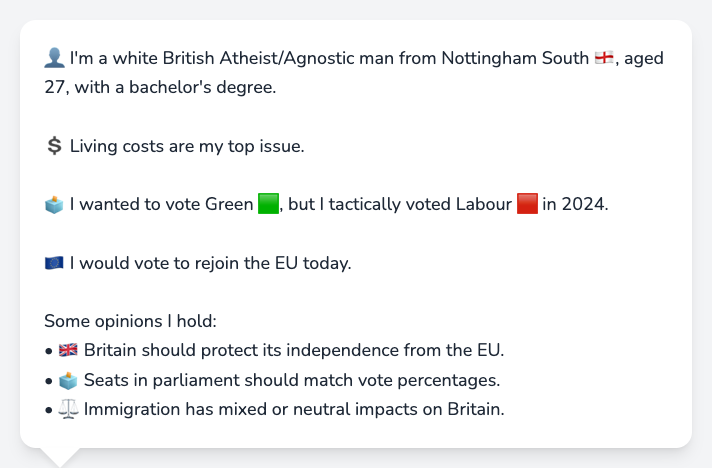 👤 I'm a white British Atheist/Agnostic man from Nottingham South 🏴󠁧󠁢󠁥󠁮󠁧󠁿, aged
27, with a bachelor's degree.
💲 Living costs are my top issue.
🗳️ I wanted to vote Green 🟩, but I tactically voted Labour 🟥 in 2024.
🇪🇺 I would vote to rejoin the EU today.
Some opinions I hold:
• 🇬🇧 Britain should protect its independence from the EU.
• 🗳️ Seats in parliament should match vote percentages.
• ⚖️ Immigration has mixed or neutral impacts on Britain.